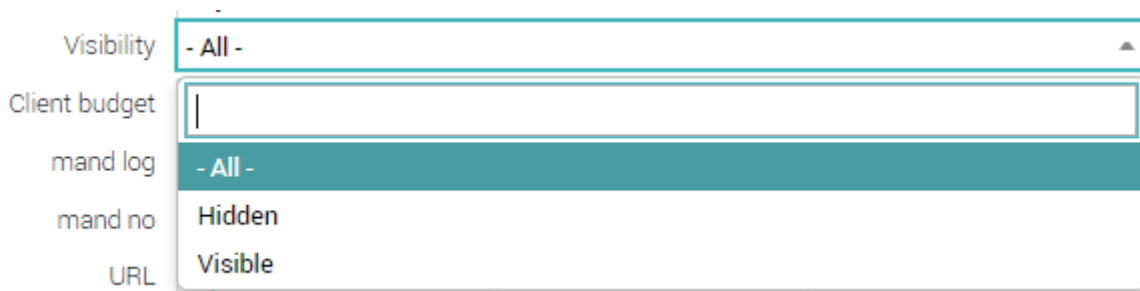 Visibility - All -
Client budget
mand log - All -
mand no Hidden
URL Visible